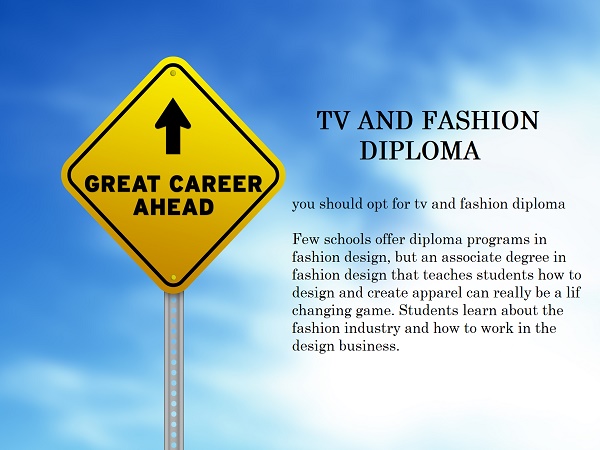 GREAT CAREER
AHEAD
TV AND FASHION
DIPLOMA
you should opt for tv and fashion diploma
Few schools offer diploma programs in
fashion design, but an associate degree in
fashion design that teaches students how to
design and create apparel can really be a lif
changing game. Students learn about the
fashion industry and how to work in the
design business.